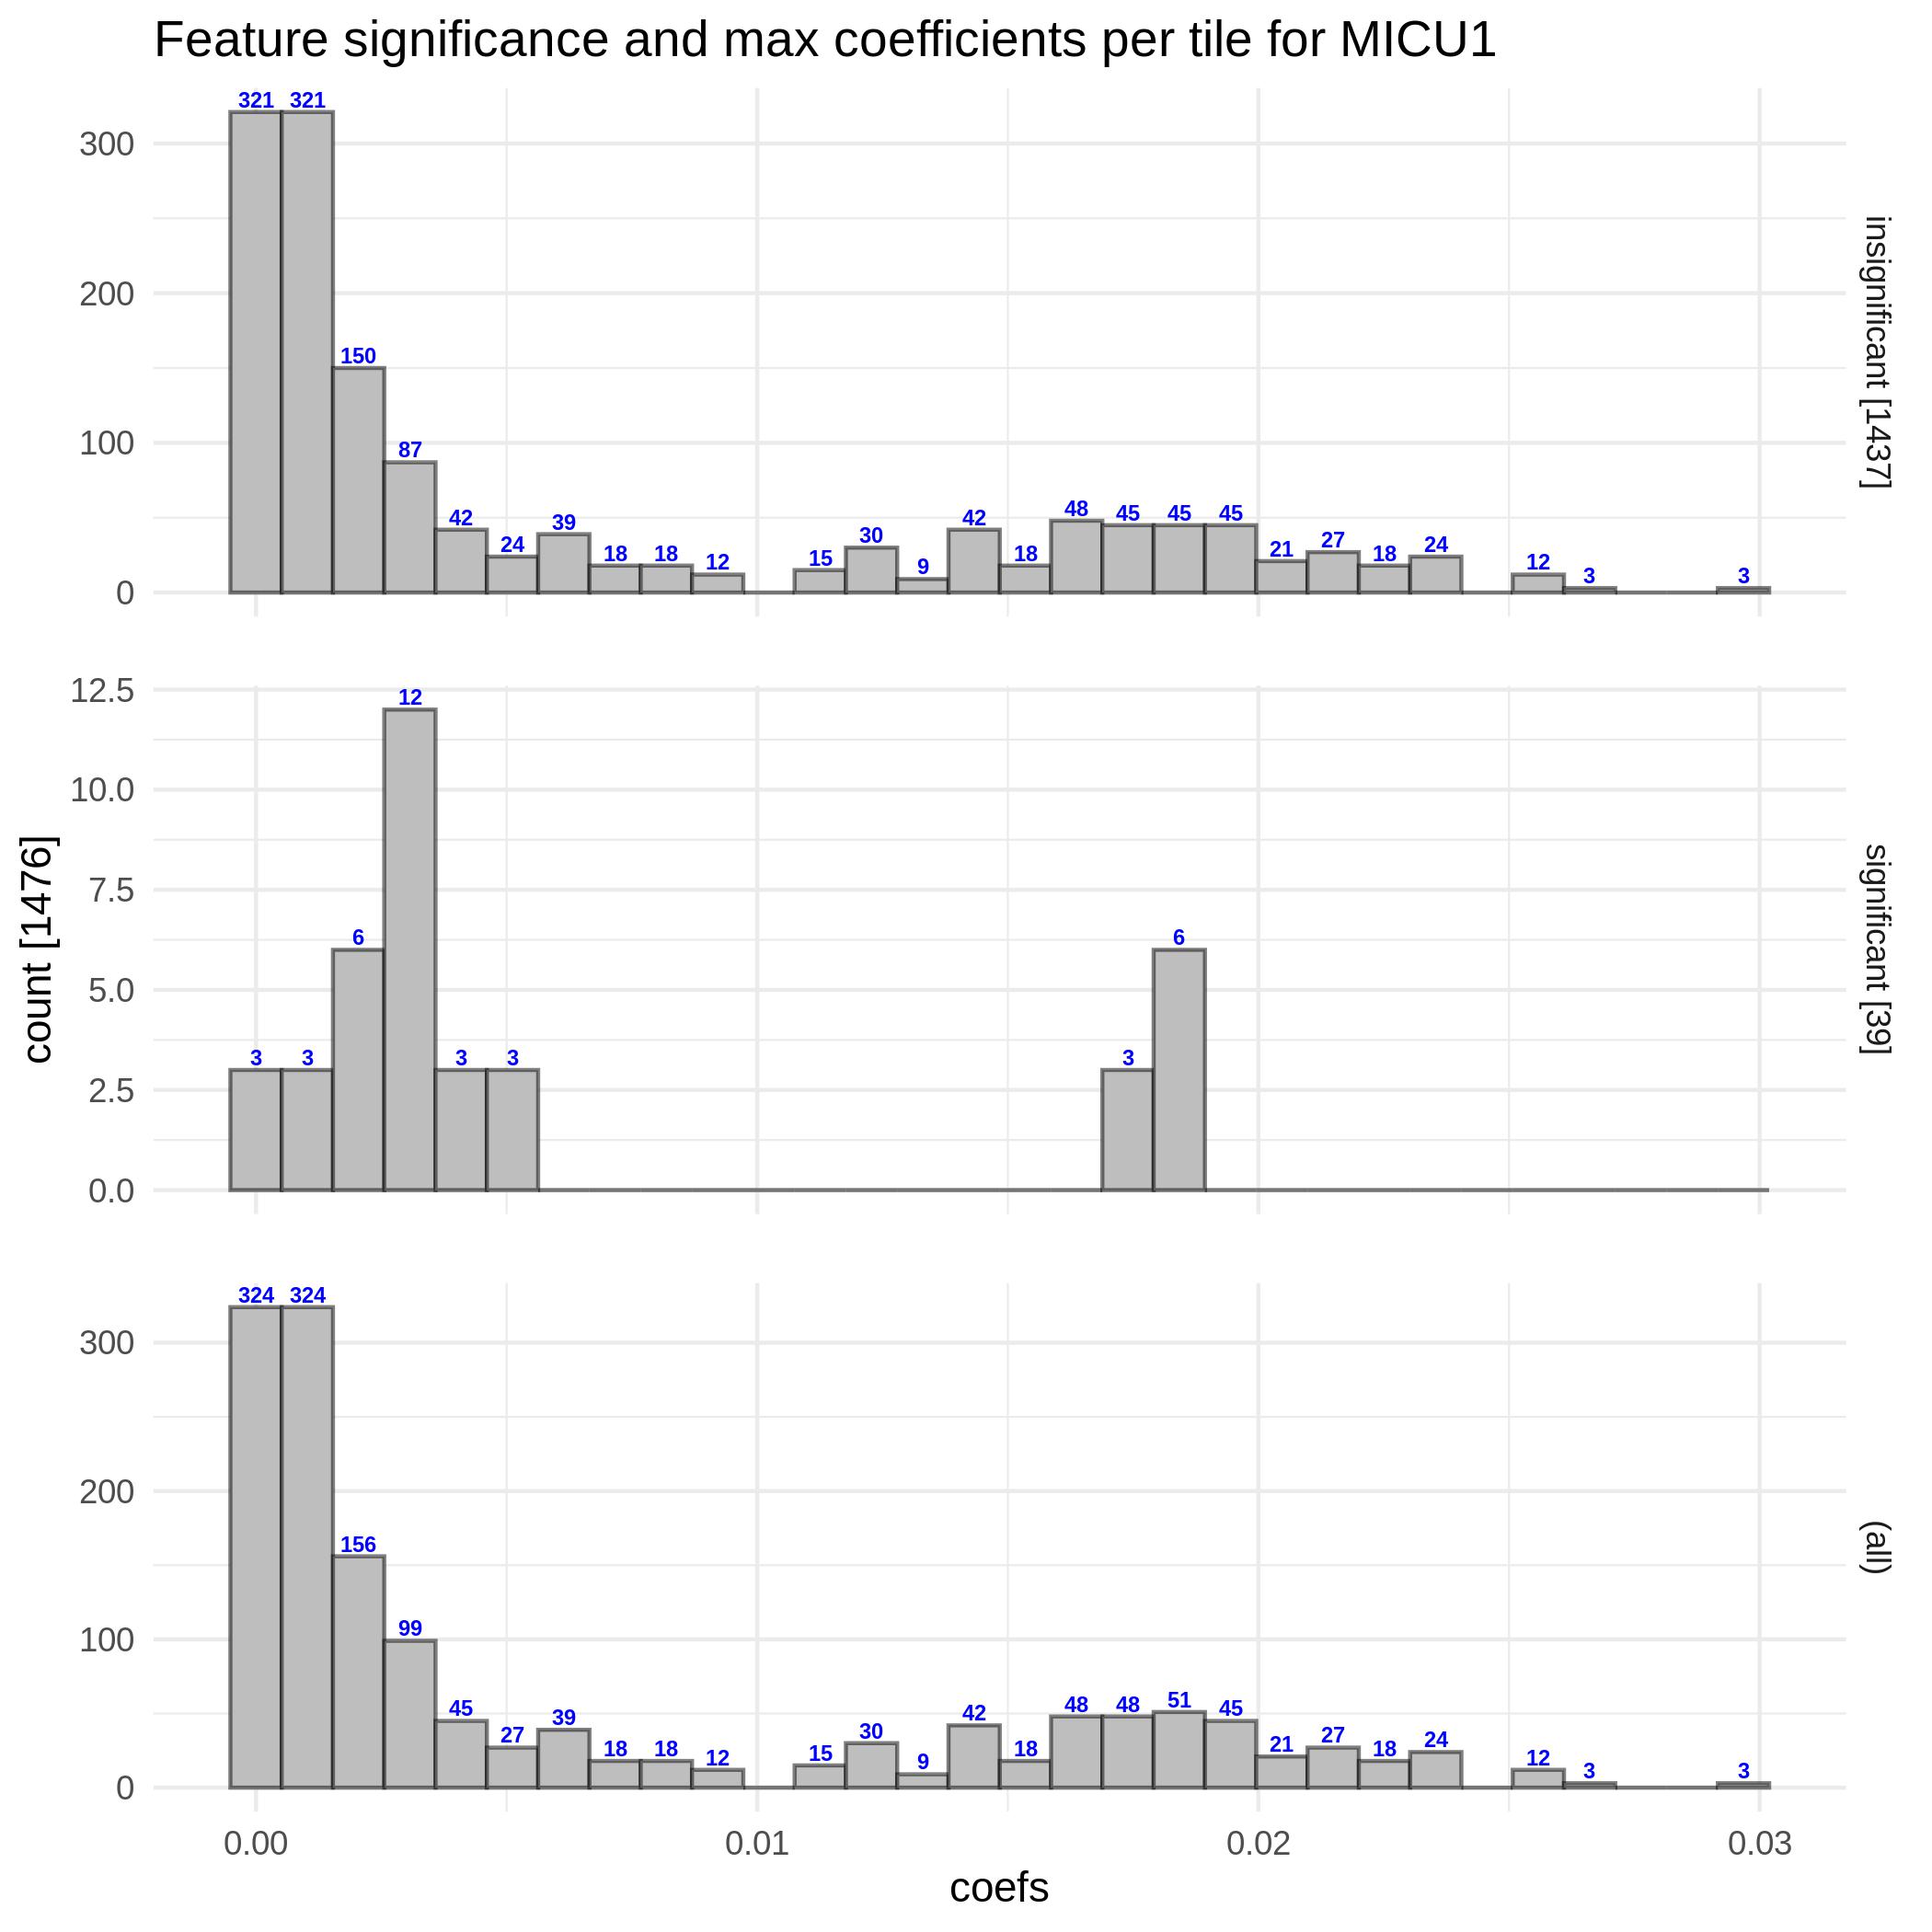 Feature significance and max coefficients per tile for MICU1
321 321 150 87 42 24 39 18 18 12 15 30 9 42 18 48 45 45 45 21 27 18 24 12 3 3
300
200
100
0
insignificant [1437]
3 3 6 12 3 3 3 6
12.5
10.0
7.5
5.0
2.5
0.0
significant [39]
count [1476]
324 324 156 99 45 27 39 18 18 12 15 30 9 42 18 48 48 51 45 21 27 18 24 12 3 3
300
200
100
0
(all)
0.00 0.01 0.02 0.03
coefs